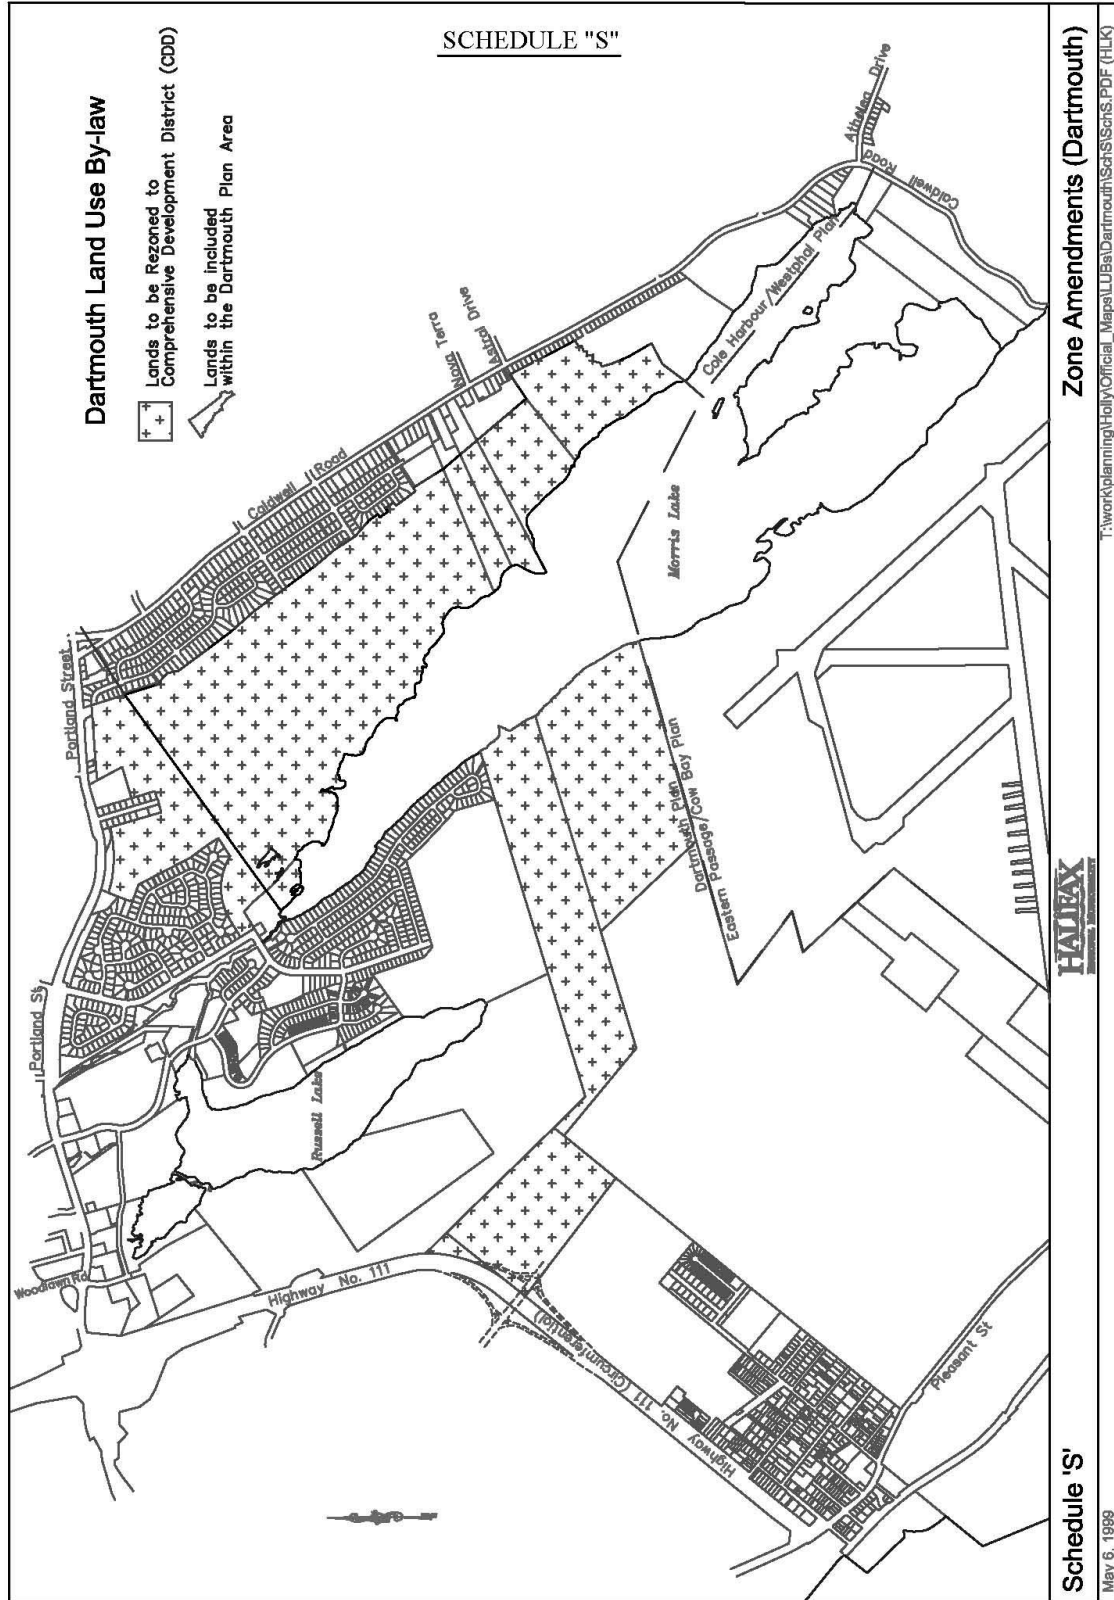 SCHEDULE "S"
Dartmouth Land Use By-law
Lands to be Rezoned to
Comprehensive Development District (CDD)
Lands to be included
within the Dartmouth Plan Area
Portland Street
Portland St
Woodlawn Rd
Highway No. 111
Highway No. 111 (Circumferential)
Pleasant St
Russell Lake
Morris Lake
Caldwell Road
Nova Terra
Astral Drive
Cole Harbour/Westphal Plan
Atholea Drive
Caldwell Road
Dartmouth Plan
Eastern Passage/Cow Bay Plan
Schedule 'S'
HALIFAX
REGIONAL MUNICIPALITY
Zone Amendments (Dartmouth)
May 6, 1999
T:\work\planning\Holly\Official_Maps\LUBs\Dartmouth\SchS\SchS.PDF (HLK)